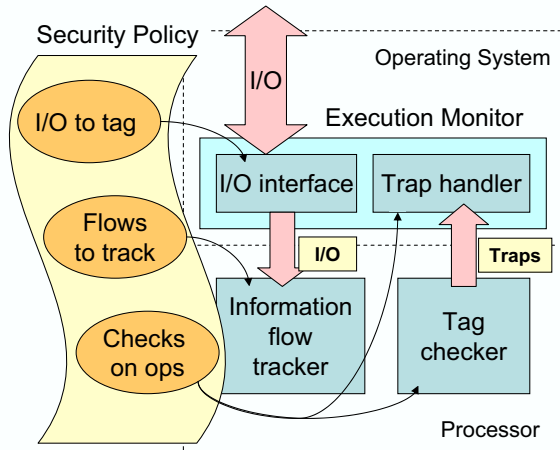 Security Policy
Operating System
I/O
I/O to tag
Execution Monitor
I/O interface
Trap handler
Flows
to track
I/O
Traps
Information
flow
tracker
Tag
checker
Checks
on ops
Processor